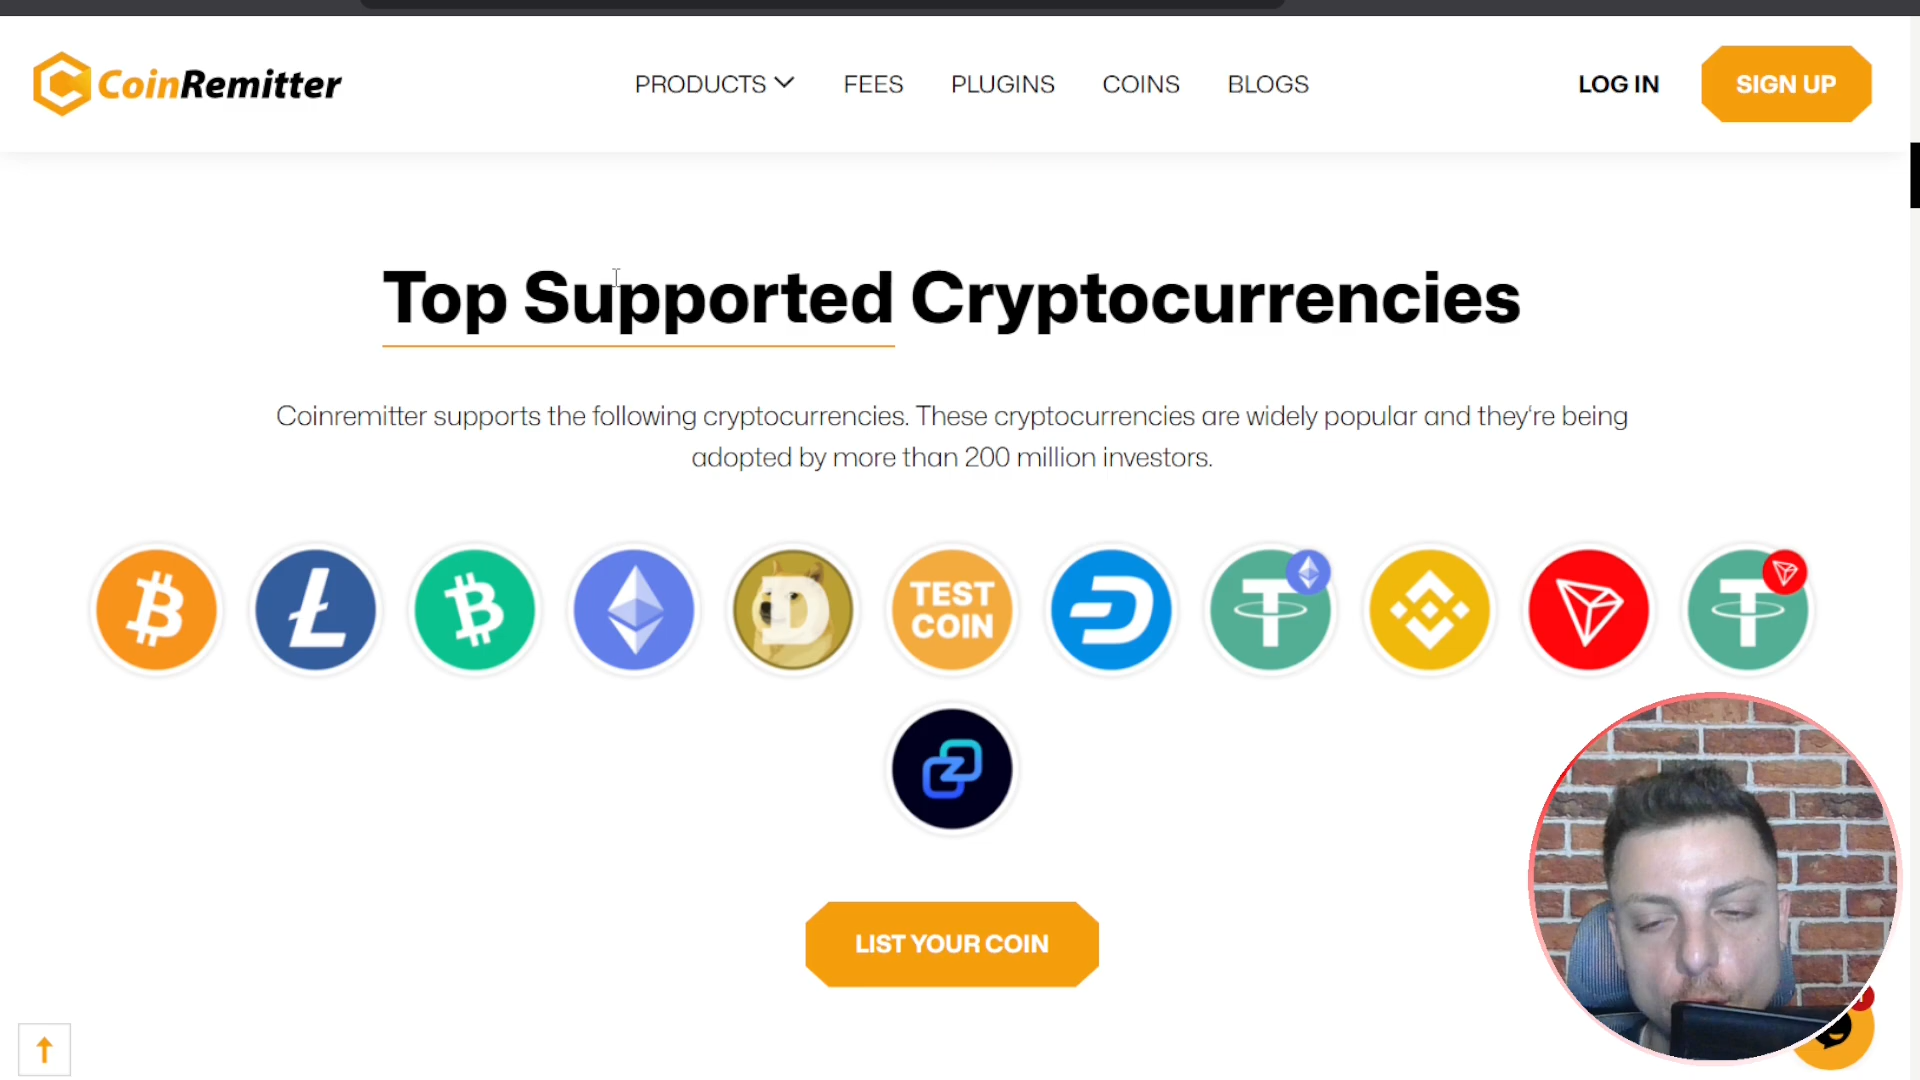 CoinRemitter
PRODUCTS
FEES
PLUGINS
COINS
BLOGS
LOG IN
SIGN UP
Top Supported Cryptocurrencies
Coinremitter supports the following cryptocurrencies. These cryptocurrencies are widely popular and they're being
adopted by more than 200 million investors.
TEST
COIN
LIST YOUR COIN